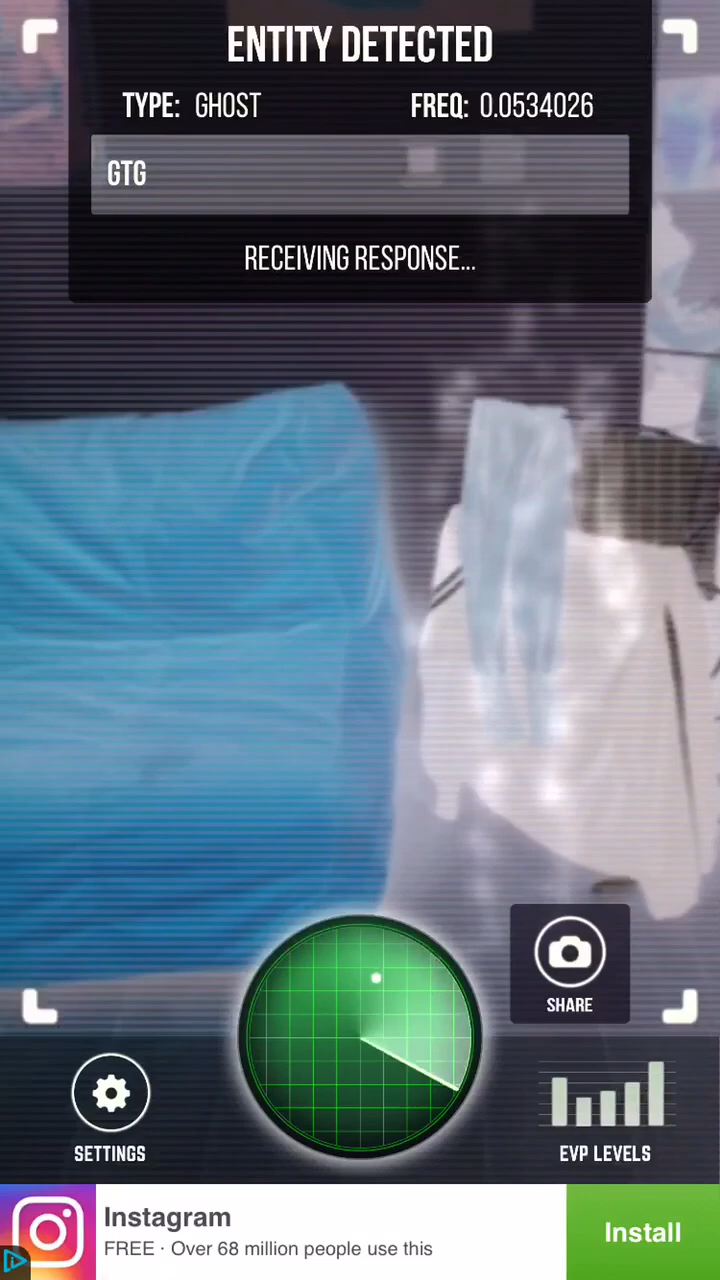 ENTITY DETECTED
TYPE: GHOST FREQ: 0.0534026
GTG
RECEIVING RESPONSE...
SHARE
SETTINGS
EVP LEVELS
Instagram
FREE · Over 68 million people use this
Install